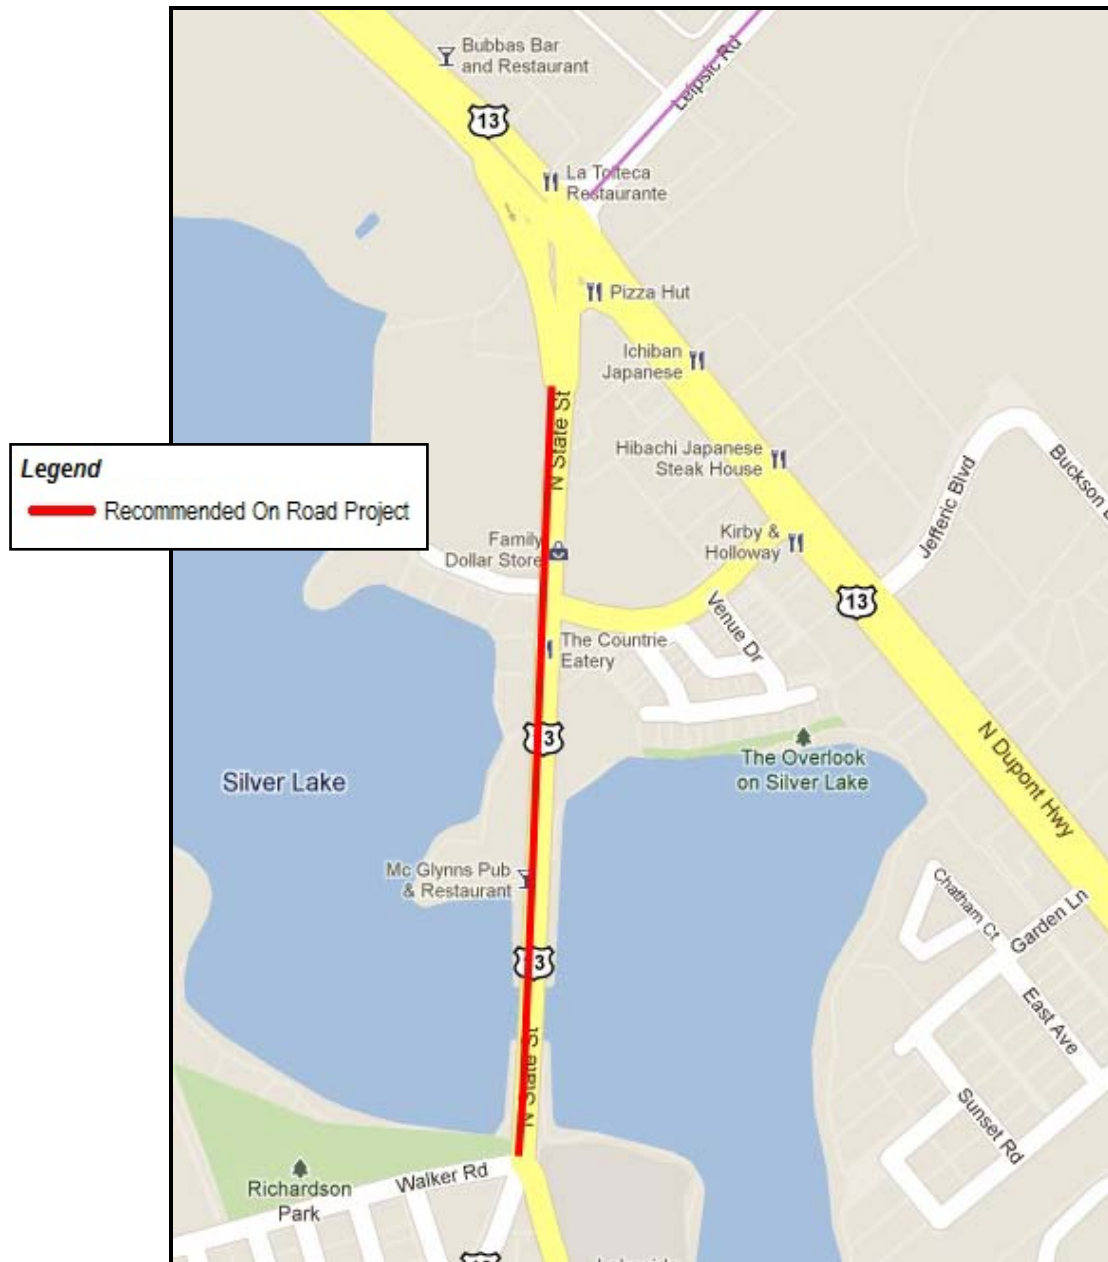 Bubbas Bar
and Restaurant
Leipsic Rd
13
La Tolteca
Restaurante
Pizza Hut
Ichiban
Japanese
N State St
Hibachi Japanese
Steak House
Jefferic Blvd
Buckson
Legend
Recommended On Road Project
Family
Dollar Store
Kirby &
Holloway
13
Venue Dr
The Countrie
Eatery
N Dupont Hwy
The Overlook
on Silver Lake
Silver Lake
Mc Glynns Pub
& Restaurant
Chatham Ct
Garden Ln
East Ave
N State St
Sunset Rd
Walker Rd
Richardson
Park